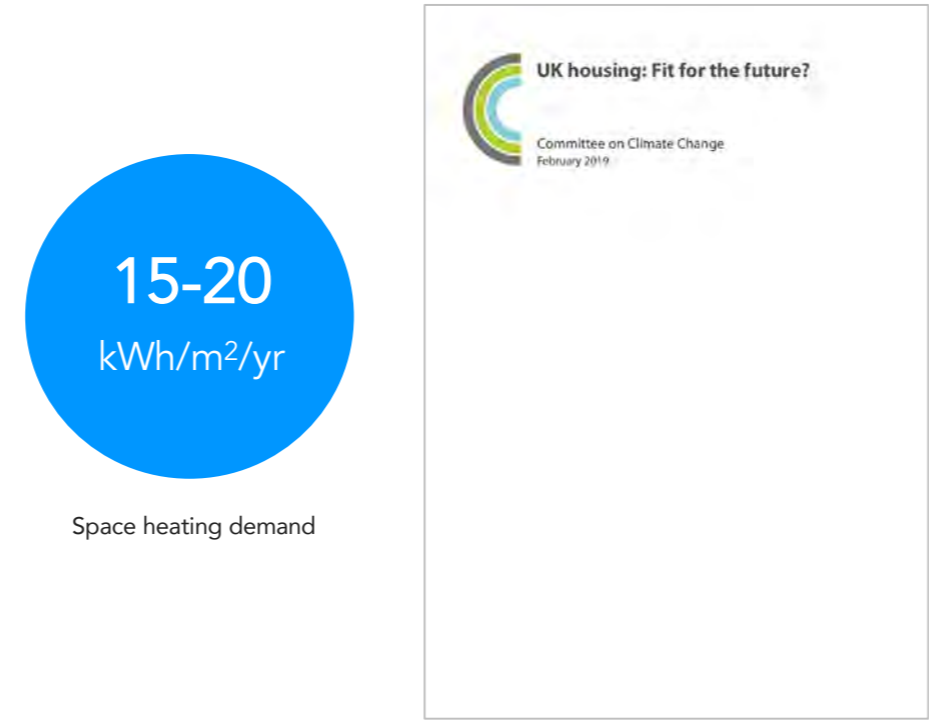 15-20
kWh/m²/yr
Space heating demand
UK housing: Fit for the future?
Committee on Climate Change
February 2019